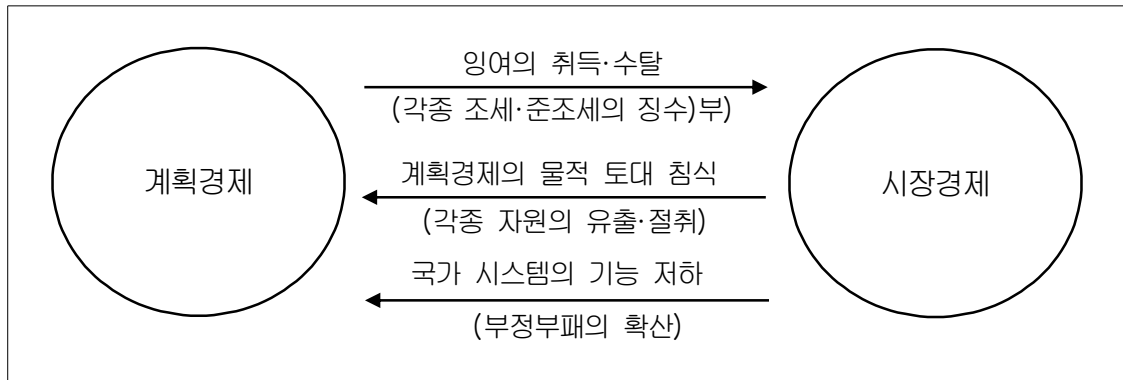 잉여의 취득·수탈
(각종 조세·준조세의 징수)부)
계획경제
계획경제의 물적 토대 침식
시장경제
(각종 자원의 유출·절취)
국가 시스템의 기능 저하
(부정부패의 확산)